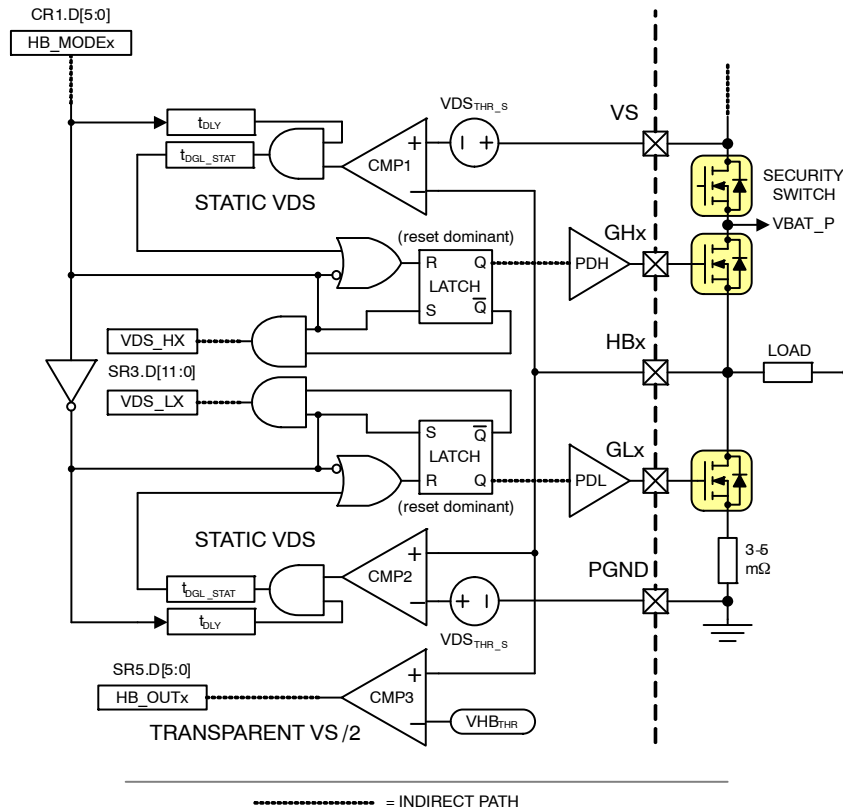 CR1.D[5:0]
HB_MODEx
tDLY
tDGL_STAT
STATIC VDS
+
−
CMP1
VDSTHR_S
− +
VS
SECURITY
SWITCH
VBAT_P
(reset dominant)
R Q
LATCH
S Q
PDH
GHx
VDS_HX
SR3.D[11:0]
VDS_LX
HBx
LOAD
S Q
LATCH
R Q
(reset dominant)
PDL
GLx
STATIC VDS
tDGL_STAT
tDLY
+
−
CMP2
+ −
VDSTHR_S
PGND
3-5
mΩ
SR5.D[5:0]
HB_OUTx
+
−
CMP3
VHBTHR
TRANSPARENT VS/2
= INDIRECT PATH